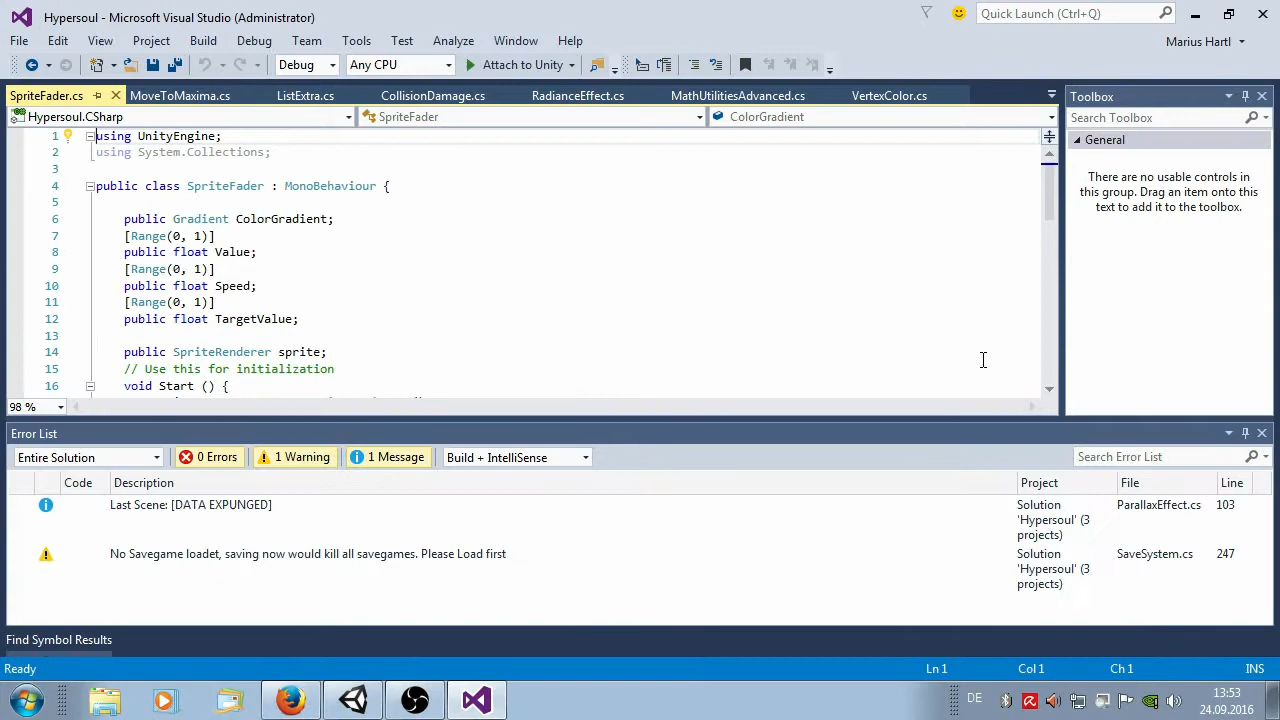 Hypersoul - Microsoft Visual Studio (Administrator)
Quick Launch (Ctrl+Q)
File Edit View Project Build Debug Team Tools Test Analyze Window Help
Marius Hartl
Debug Any CPU Attach to Unity
SpriteFader.cs MoveToMaxima.cs ListExtra.cs CollisionDamage.cs RadianceEffect.cs MathUtilitiesAdvanced.cs VertexColor.cs
Toolbox
Hypersoul.CSharp SpriteFader ColorGradient
Search Toolbox
General
There are no usable controls in
this group. Drag an item onto this
text to add it to the toolbox.
1 using UnityEngine;
2 using System.Collections;
3
4 public class SpriteFader : MonoBehaviour {
5
6 public Gradient ColorGradient;
7 [Range(0, 1)]
8 public float Value;
9 [Range(0, 1)]
10 public float Speed;
11 [Range(0, 1)]
12 public float TargetValue;
13
14 public SpriteRenderer sprite;
15 // Use this for initialization
16 void Start () {
98 %
Error List
Entire Solution 0 Errors 1 Warning 1 Message Build + IntelliSense
Search Error List
Code Description Project File Line
Last Scene: [DATA EXPUNGED] Solution ParallaxEffect.cs 103
'Hypersoul' (3
projects)
No Savegame loadet, saving now would kill all savegames. Please Load first Solution SaveSystem.cs 247
'Hypersoul' (3
projects)
Find Symbol Results
Ready Ln 1 Col 1 Ch 1 INS
DE
13:53
24.09.2016